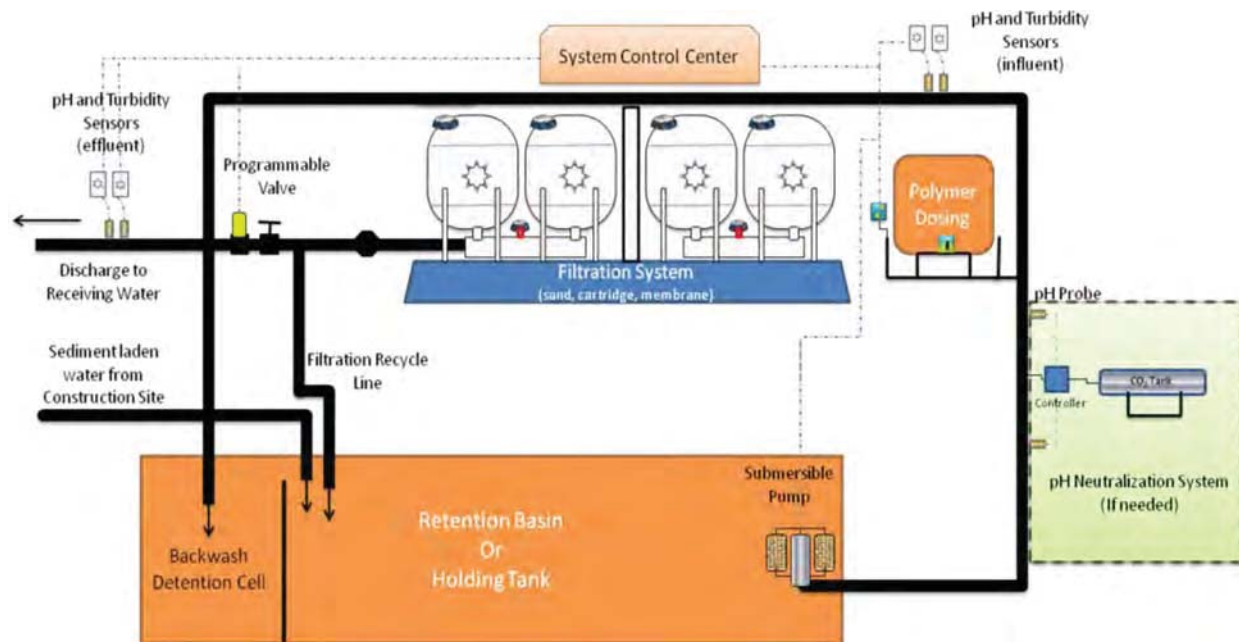 pH and Turbidity
Sensors
(influent)
System Control Center
pH and Turbidity
Sensors
(effluent)
Programmable
Valve
Polymer
Dosing
Discharge to
Receiving Water
Filtration System
(sand, cartridge, membrane)
pH Probe
Sediment laden
water from
Construction Site
Filtration Recycle
Line
CO₂ Tank
Controller
Submersible
Pump
pH Neutralization System
(If needed)
Retention Basin
Or
Holding Tank
Backwash
Detention Cell